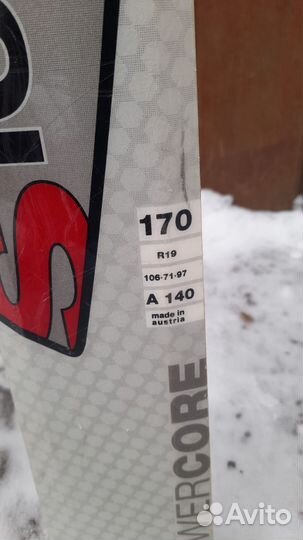 170
R19
106-71-97
A 140
made in
austria
WERCORE
S
Avito